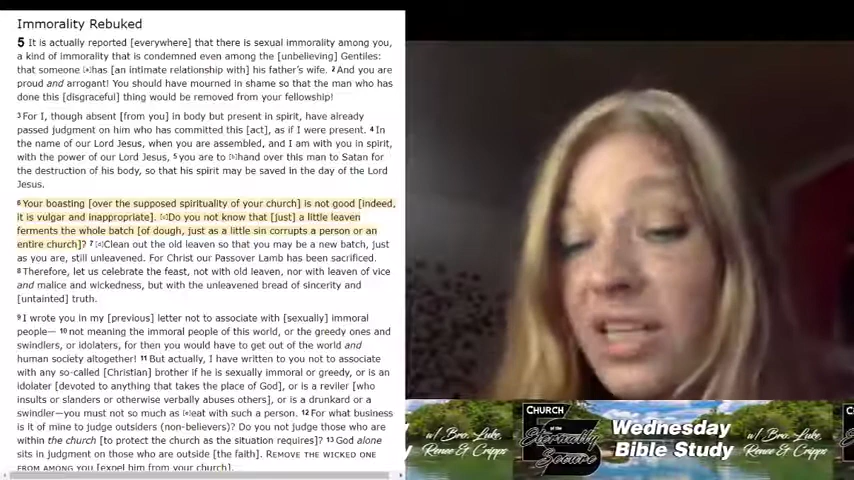 Immorality Rebuked
5 It is actually reported [everywhere] that there is sexual immorality among you,
a kind of immorality that is condemned even among the [unbelieving] Gentiles:
that someone [a]has [an intimate relationship with] his father's wife. 2 And you are
proud and arrogant! You should have mourned in shame so that the man who has
done this [disgraceful] thing would be removed from your fellowship!
3 For I, though absent [from you] in body but present in spirit, have already
passed judgment on him who has committed this [act], as if I were present. 4 In
the name of our Lord Jesus, when you are assembled, and I am with you in spirit,
with the power of our Lord Jesus, 5 you are to [b]hand over this man to Satan for
the destruction of his body, so that his spirit may be saved in the day of the Lord
Jesus.
6 Your boasting [over the supposed spirituality of your church] is not good [indeed,
it is vulgar and inappropriate]. [c]Do you not know that [just] a little leaven
ferments the whole batch [of dough, just as a little sin corrupts a person or an
entire church]? 7 [d]Clean out the old leaven so that you may be a new batch, just
as you are, still unleavened. For Christ our Passover Lamb has been sacrificed.
8 Therefore, let us celebrate the feast, not with old leaven, nor with leaven of vice
and malice and wickedness, but with the unleavened bread of sincerity and
[untainted] truth.
9 I wrote you in my [previous] letter not to associate with [sexually] immoral
people— 10 not meaning the immoral people of this world, or the greedy ones and
swindlers, or idolaters, for then you would have to get out of the world and
human society altogether! 11 But actually, I have written to you not to associate
with any so-called [Christian] brother if he is sexually immoral or greedy, or is an
idolater [devoted to anything that takes the place of God], or is a reviler [who
insults or slanders or otherwise verbally abuses others], or is a drunkard or a
swindler—you must not so much as [e]eat with such a person. 12 For what business
is it of mine to judge outsiders (non-believers)? Do you not judge those who are
within the church [to protect the church as the situation requires]? 13 God alone
sits in judgment on those who are outside [the faith]. REMOVE THE WICKED ONE
FROM AMONG YOU [expel him from your church].
w/ Bro. Luke,
Renee & Cripps
CHURCH
of the
Eternally
Secure
Wednesday
Bible Study
w/ Bro. Luke,
Renee & Cripps